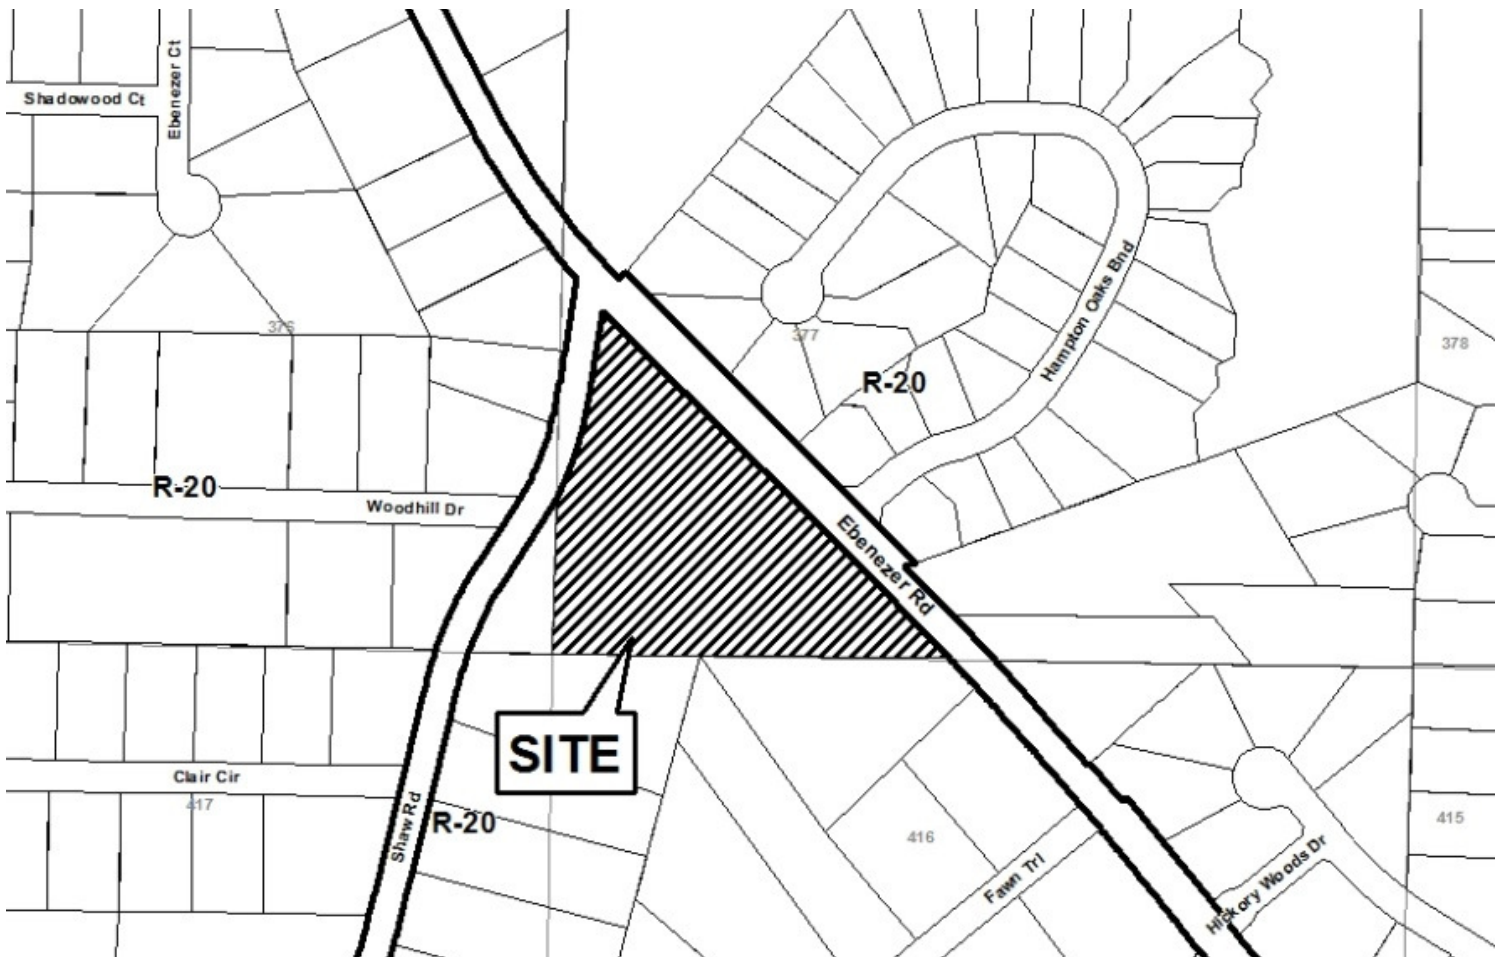 Ebenezer Ct
Shadowood Ct
Hampton Oaks Bnd
376
377
378
R-20
R-20
Woodhill Dr
Ebenezer Rd
SITE
Clair Cir
417
Shaw Rd
R-20
416
415
Fawn Trl
Hickory Woods Dr